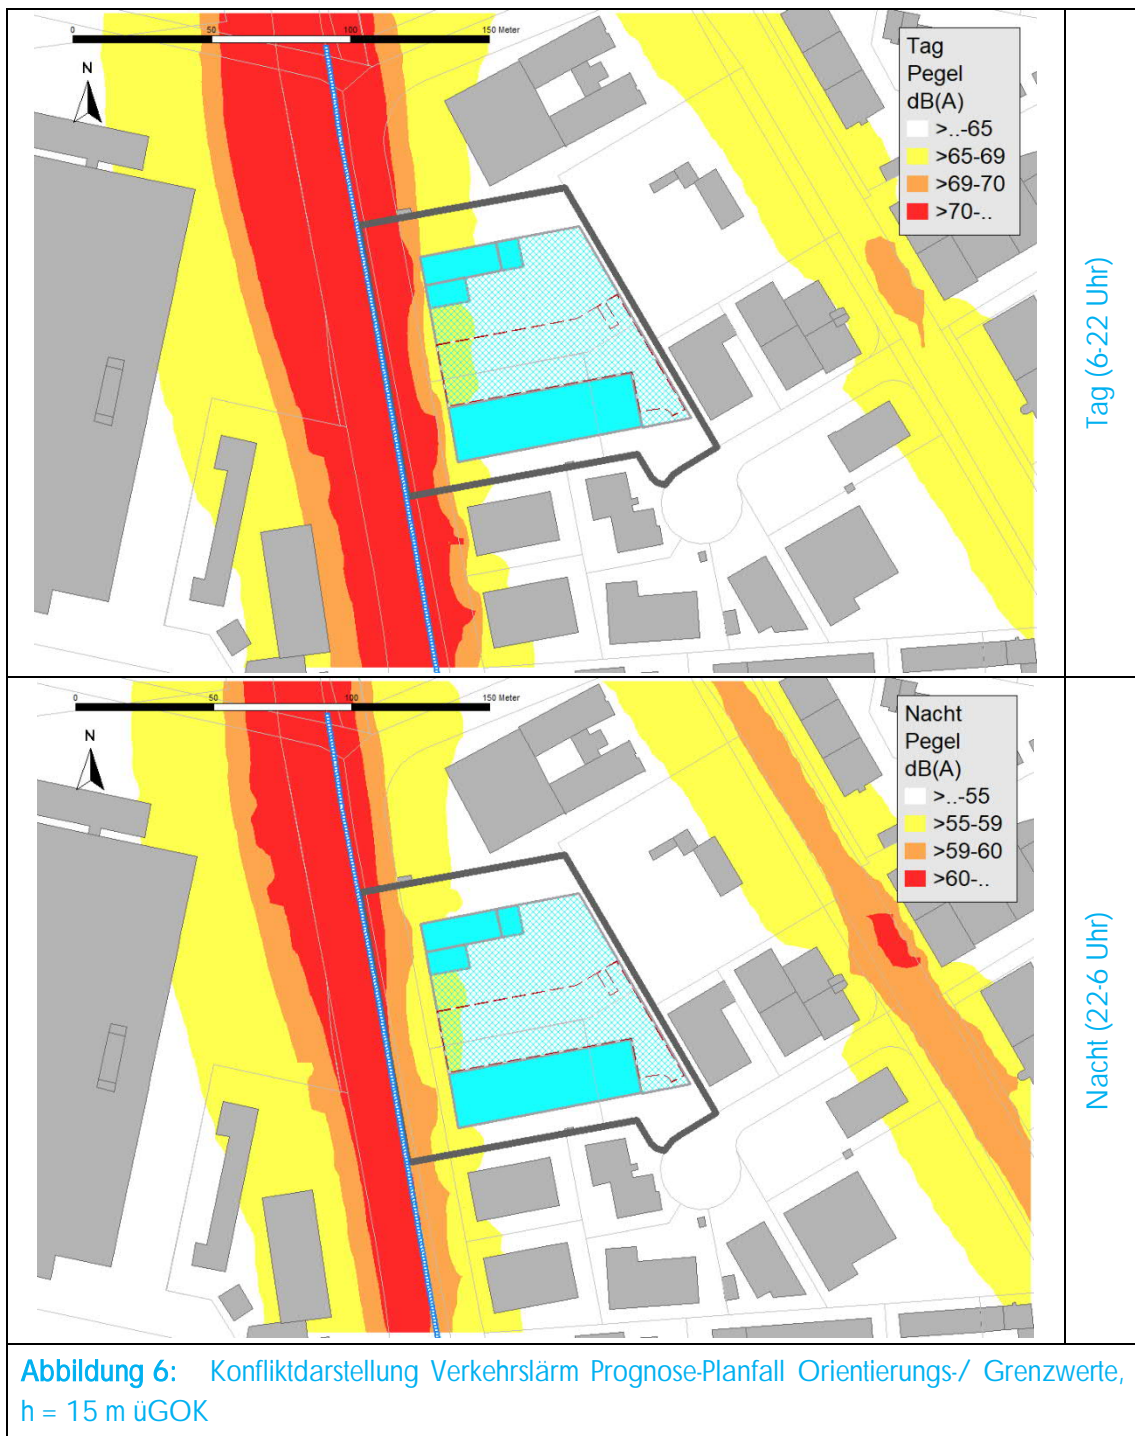 0 50 100 150 Meter
N
Tag
Pegel
dB(A)
>..-65
>65-69
>69-70
>70-..
Tag (6-22 Uhr)
0 50 100 150 Meter
N
Nacht
Pegel
dB(A)
>..-55
>55-59
>59-60
>60-..
Nacht (22-6 Uhr)
Abbildung 6: Konfliktdarstellung Verkehrslärm Prognose-Planfall Orientierungs-/ Grenzwerte,
h = 15 m üGOK